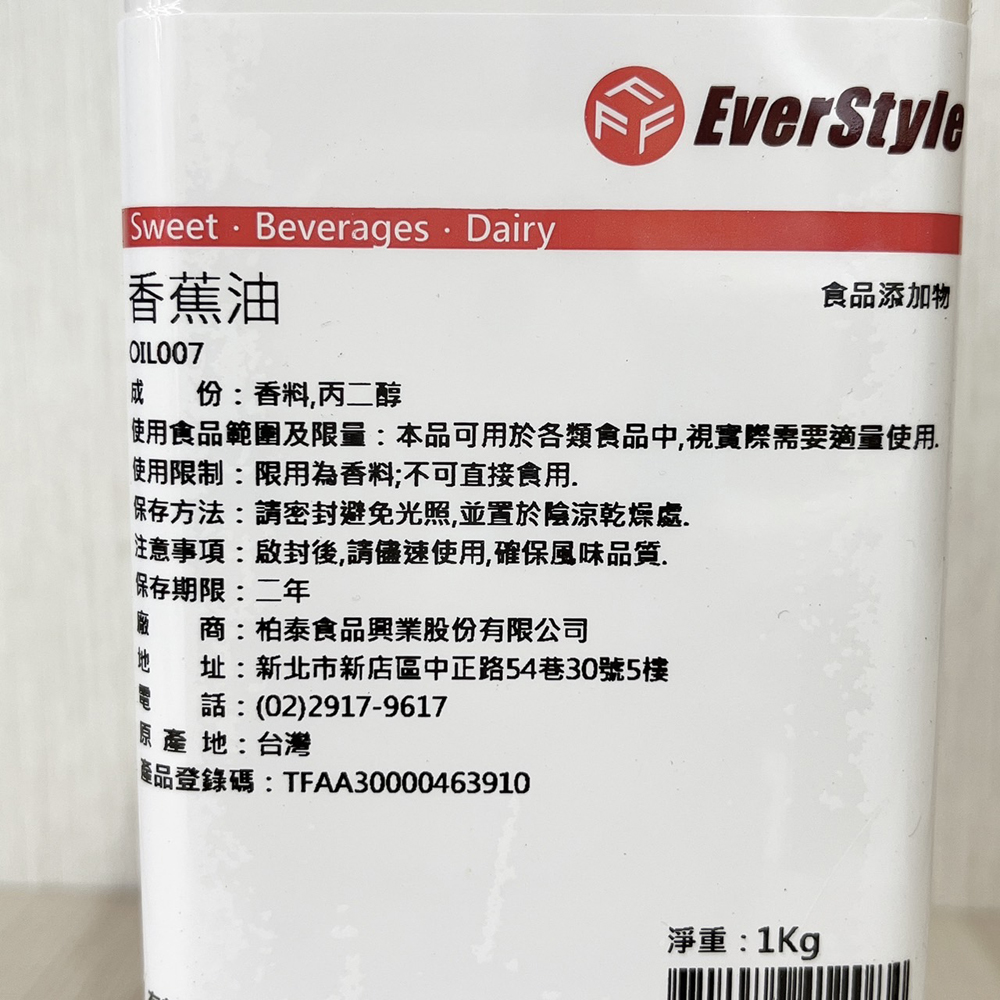 EverStyle
Sweet · Beverages · Dairy
香蕉油
食品添加物
OIL007
成 份：香料,丙二醇
使用食品範圍及限量：本品可用於各類食品中,視實際需要適量使用.
使用限制：限用為香料;不可直接食用.
保存方法：請密封避免光照,並置於陰涼乾燥處.
注意事項：啟封後,請儘速使用,確保風味品質.
保存期限：二年
廠 商：柏泰食品興業股份有限公司
地 址：新北市新店區中正路54巷30號5樓
電 話：(02)2917-9617
原 產 地：台灣
產品登錄碼：TFAA30000463910
淨重：1Kg